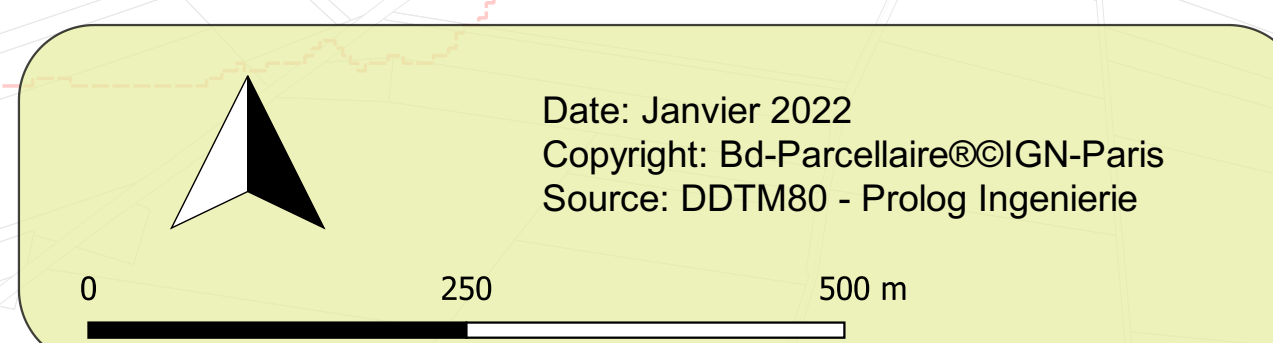 Date: Janvier 2022
Copyright: Bd-Parcellaire®©IGN-Paris
Source: DDTM80 - Prolog Ingenierie
0 250 500 m